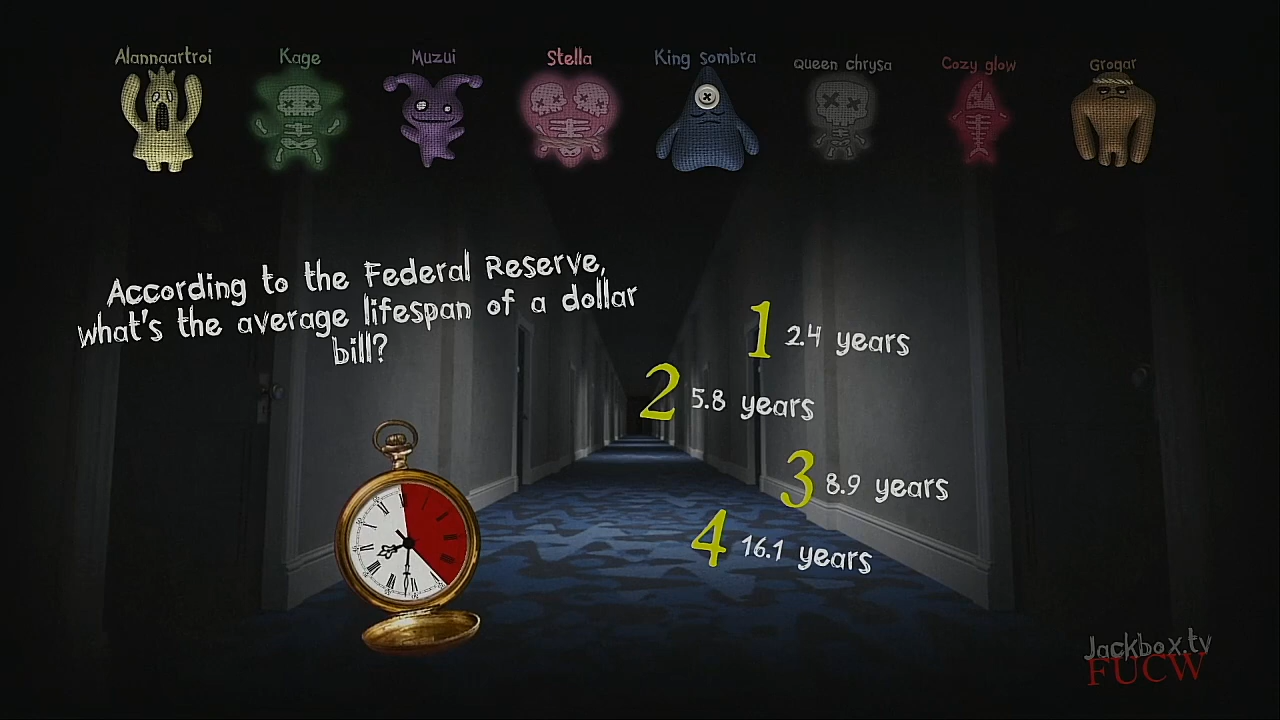 Alannaartroi
Kage
Muzui
Stella
King Sombra
Queen chrysa
Cozy glow
Grogar
According to the Federal Reserve,
what's the average lifespan of a dollar
bill?
1 2.4 years
2 5.8 years
3 8.9 years
4 16.1 years
Jackbox.tv
FUCW